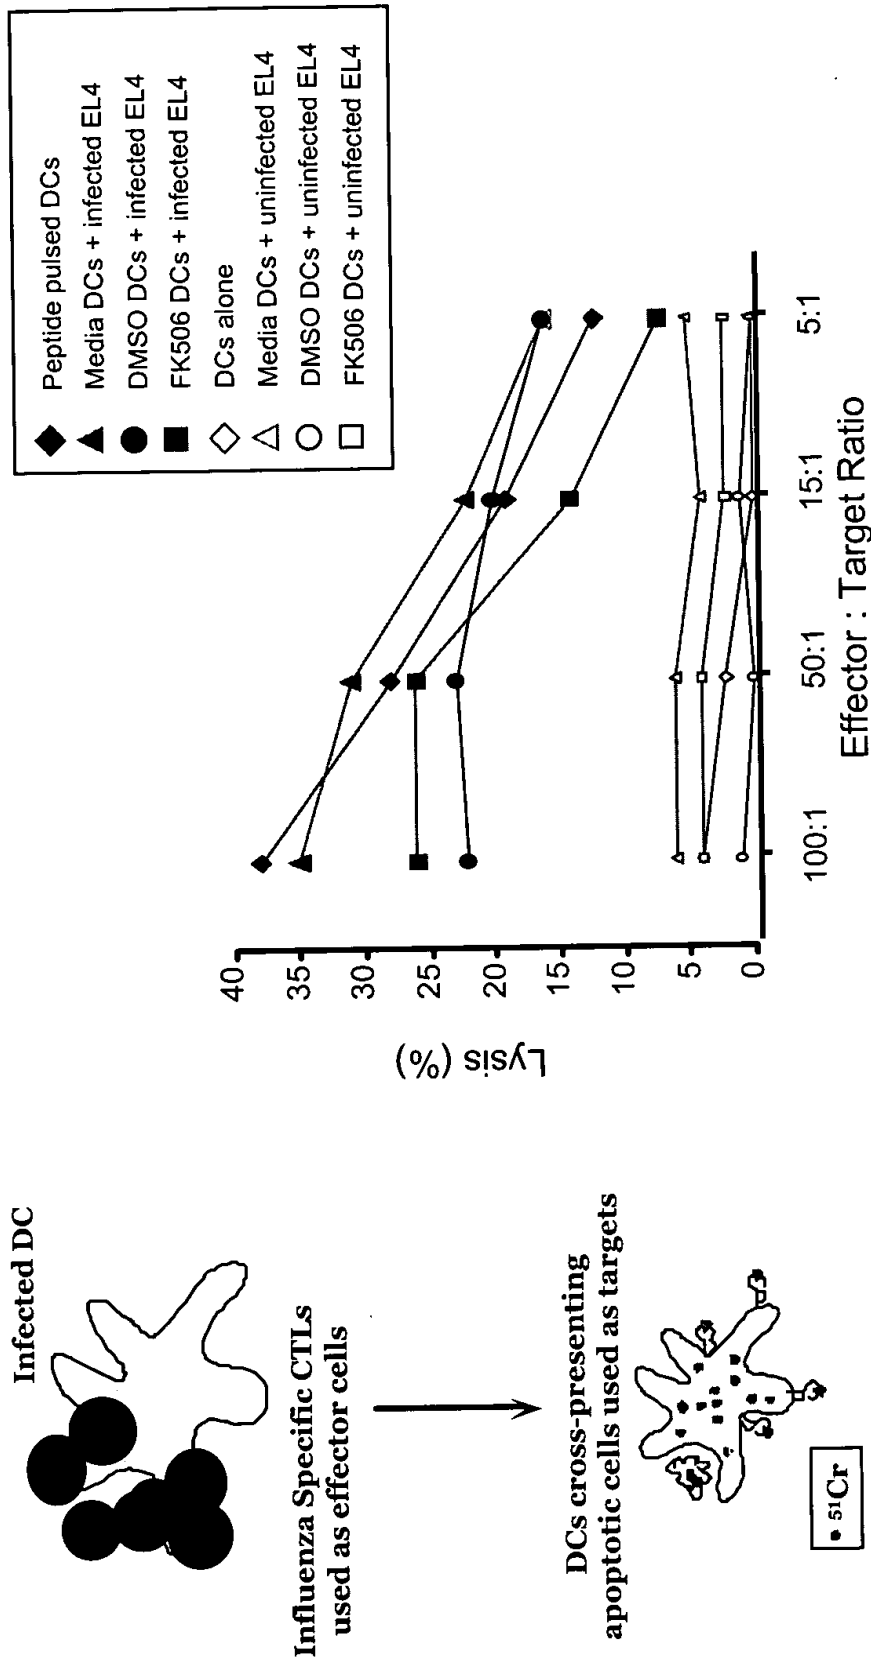 Infected DC
Influenza Specific CTLs
used as effector cells
DCs cross-presenting
apoptotic cells used as targets
51Cr
Peptide pulsed DCs
Media DCs + infected EL4
DMSO DCs + infected EL4
FK506 DCs + infected EL4
DCs alone
Media DCs + uninfected EL4
DMSO DCs + uninfected EL4
FK506 DCs + uninfected EL4
Lysis (%)
40
35
30
25
20
15
10
5
0
100:1
50:1
15:1
5:1
Effector : Target Ratio